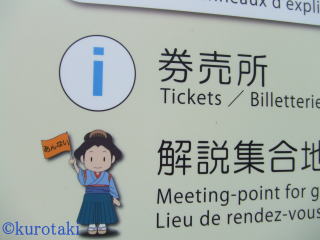 d'expli
i
券売所
Tickets / Billetterie
あんない
解説集合地
Meeting-point for g
Lieu de rendez-vous
©kurotaki